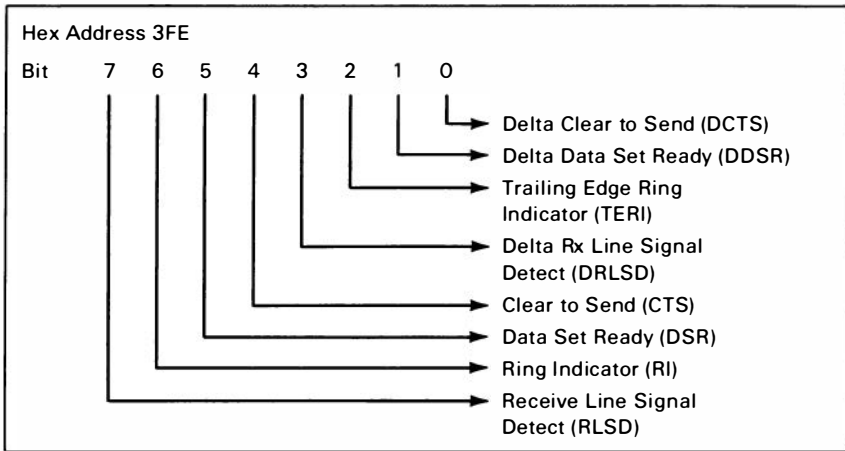 Hex Address 3FE
Bit 7 6 5 4 3 2 1 0
Delta Clear to Send (DCTS)
Delta Data Set Ready (DDSR)
Trailing Edge Ring
Indicator (TERI)
Delta Rx Line Signal
Detect (DRLSD)
Clear to Send (CTS)
Data Set Ready (DSR)
Ring Indicator (RI)
Receive Line Signal
Detect (RLSD)